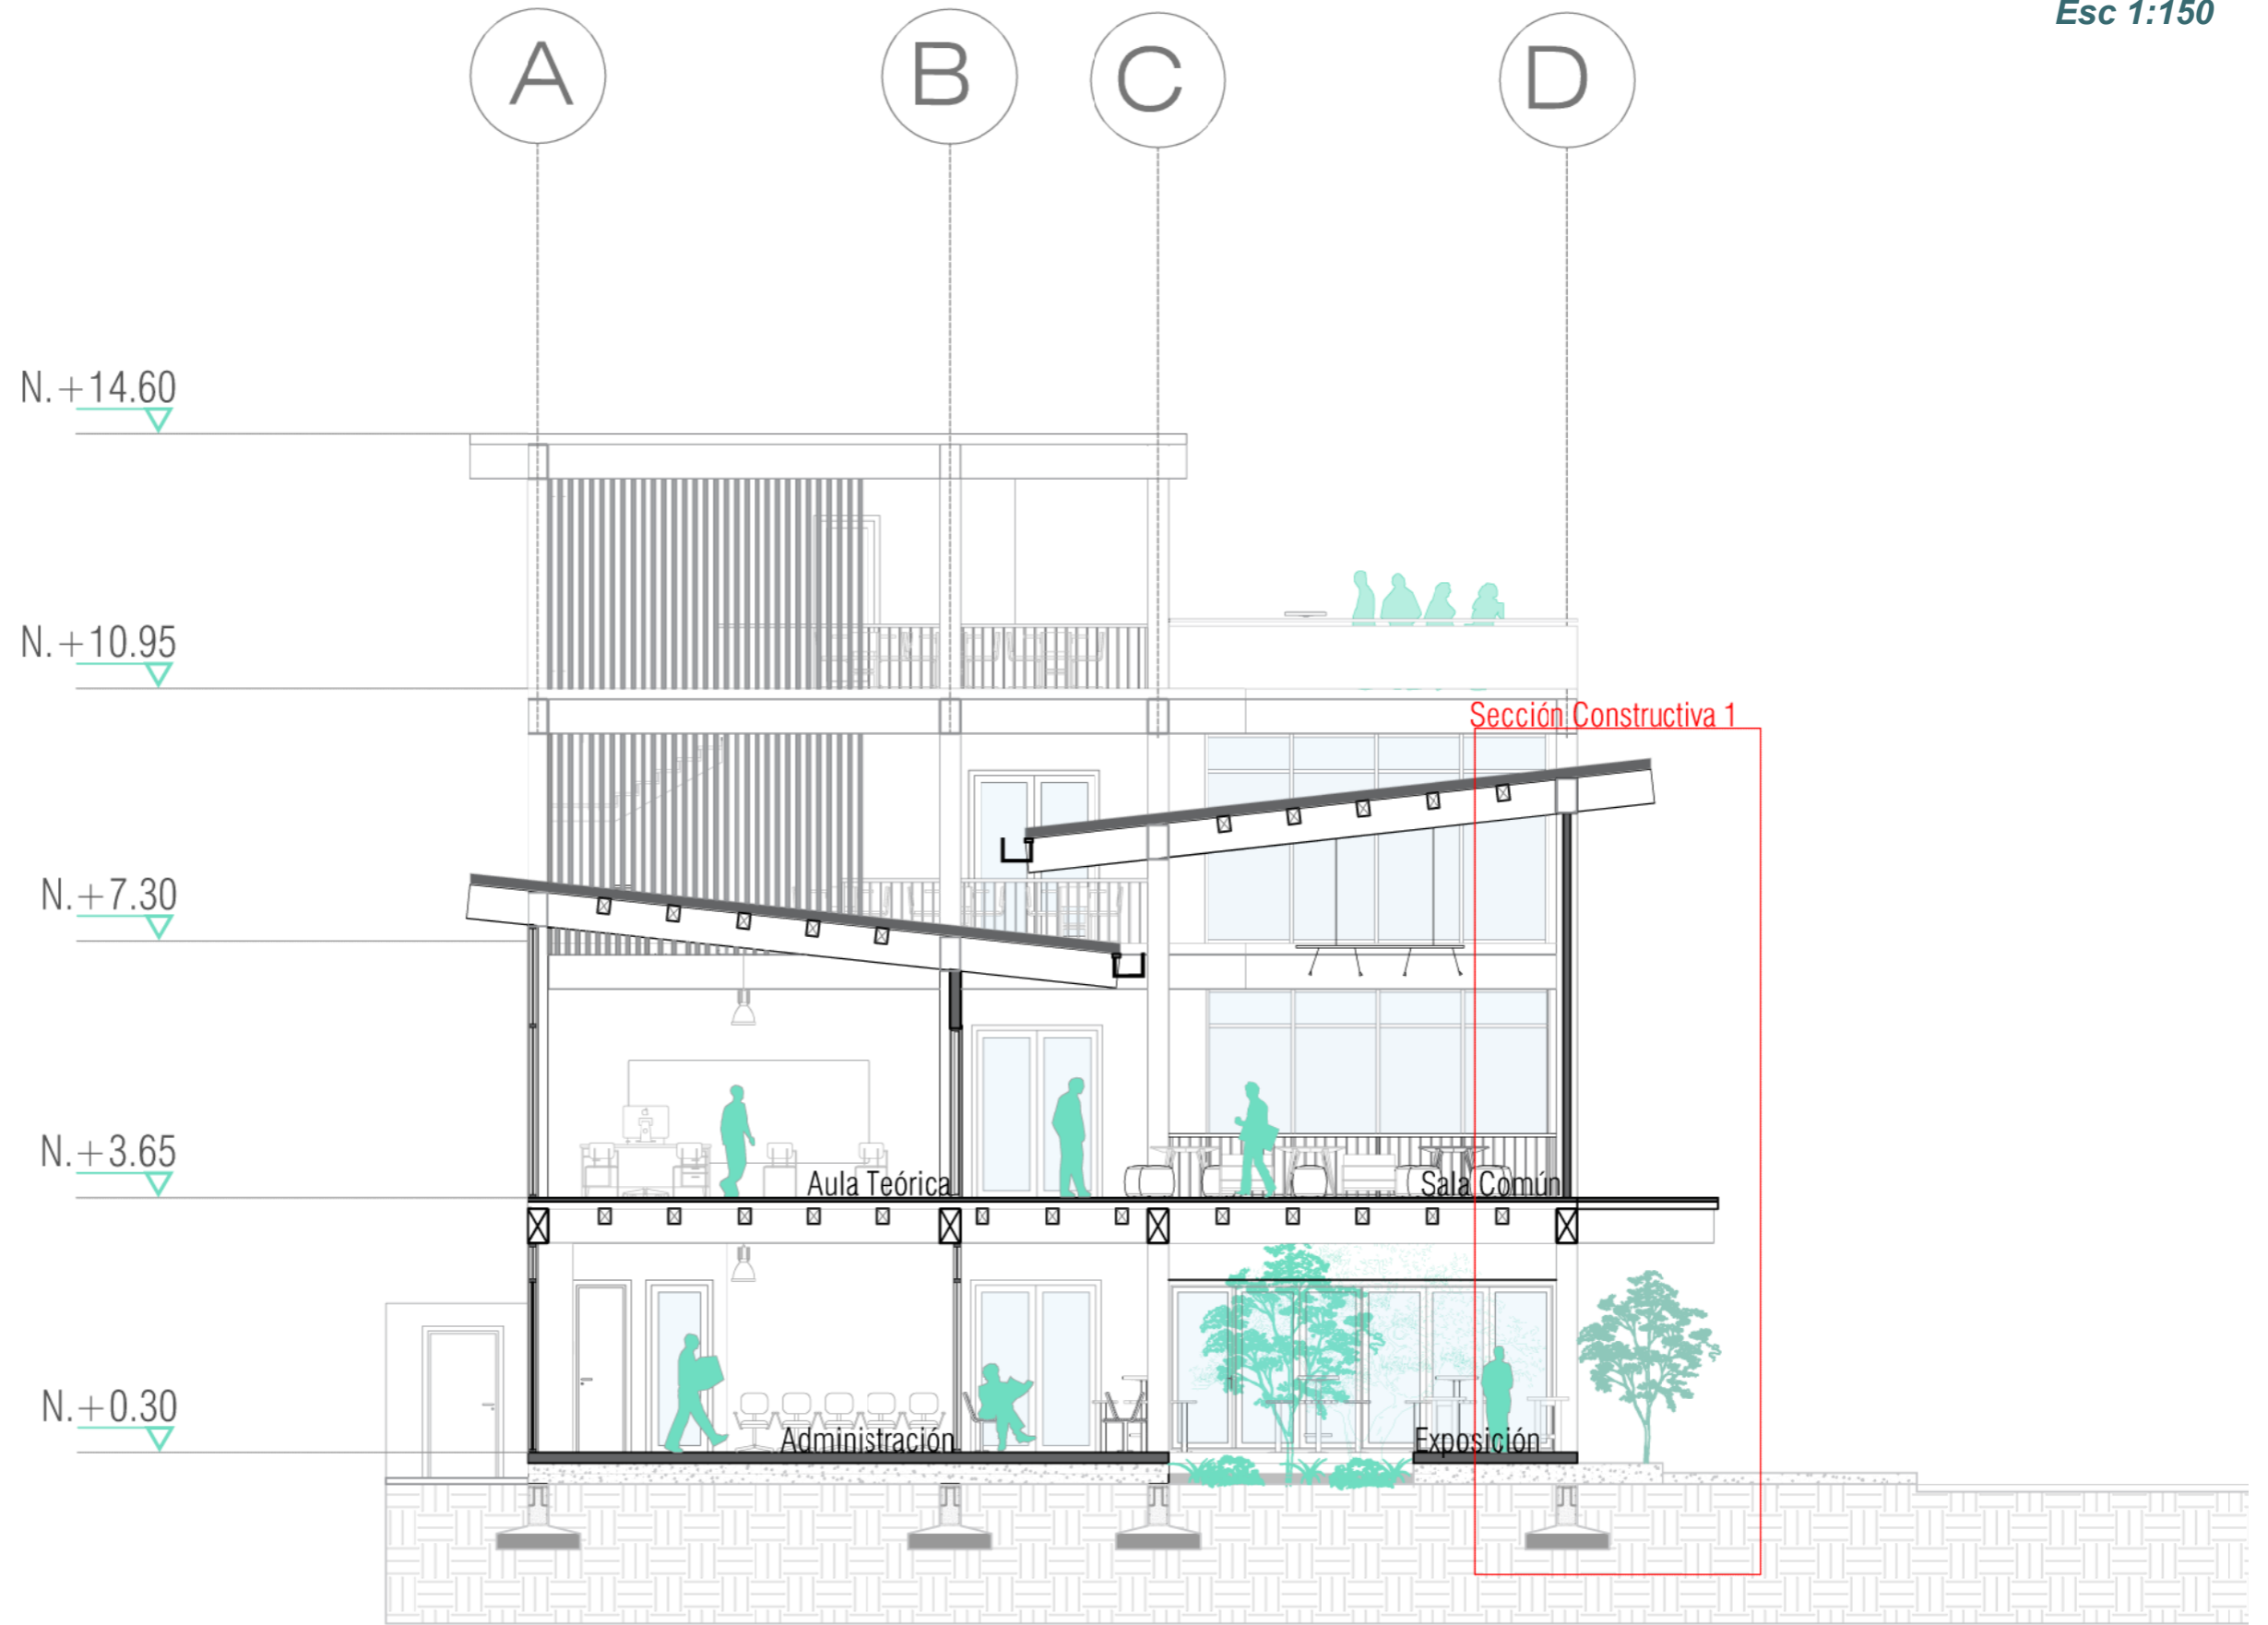 Esc 1:150
A
B
C
D
N.+14.60
N.+10.95
Sección Constructiva 1
N.+7.30
N.+3.65
Aula Teórica
Sala Común
N.+0.30
Administración
Exposición